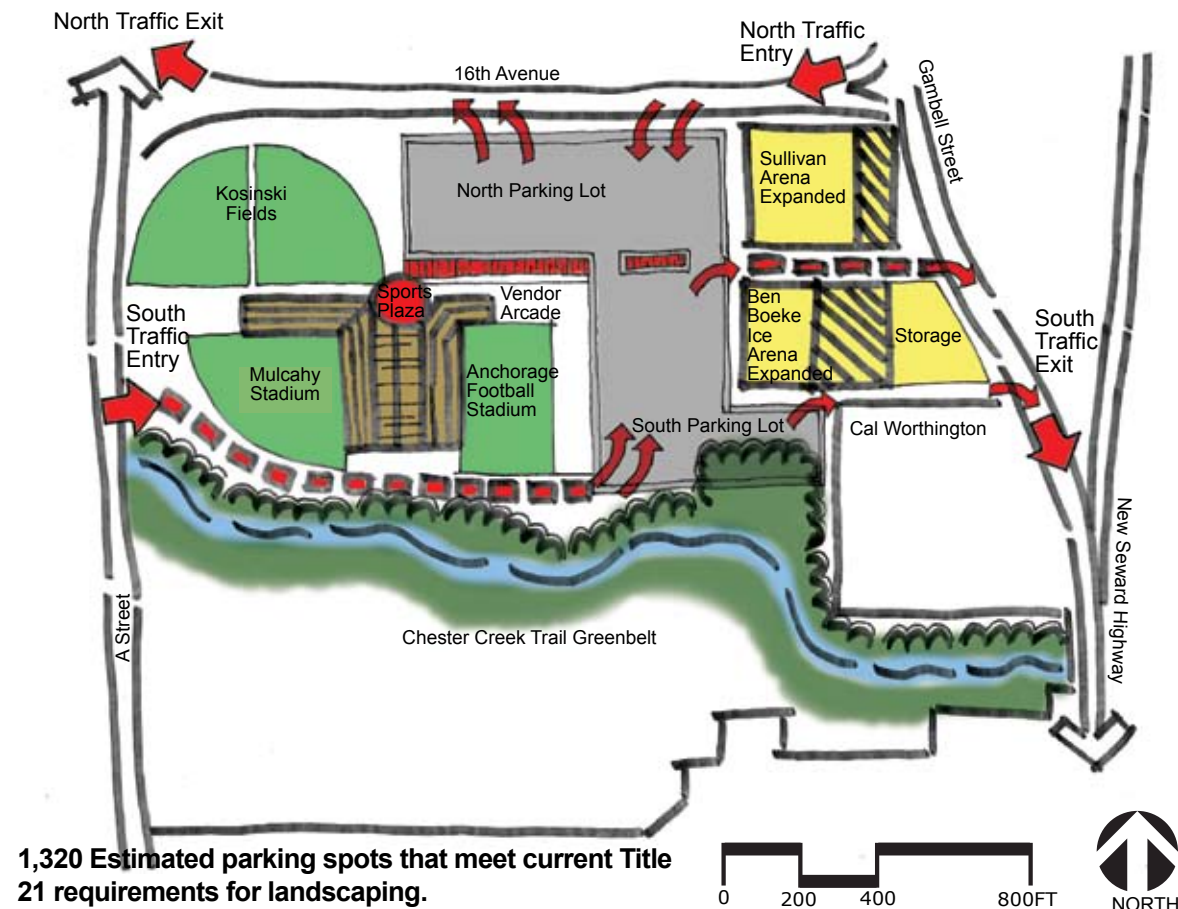 North Traffic Exit
North Traffic
Entry
16th Avenue
Gambell Street
Sullivan
Arena
Expanded
North Parking Lot
Kosinski
Fields
Sports
Plaza
Vendor
Arcade
Ben
Boeke
Ice
Arena
Expanded
Storage
South
Traffic
Entry
South
Traffic
Exit
Mulcahy
Stadium
Anchorage
Football
Stadium
South Parking Lot
Cal Worthington
New Seward Highway
A Street
Chester Creek Trail Greenbelt
1,320 Estimated parking spots that meet current Title
21 requirements for landscaping.
0 200 400 800FT
NORTH